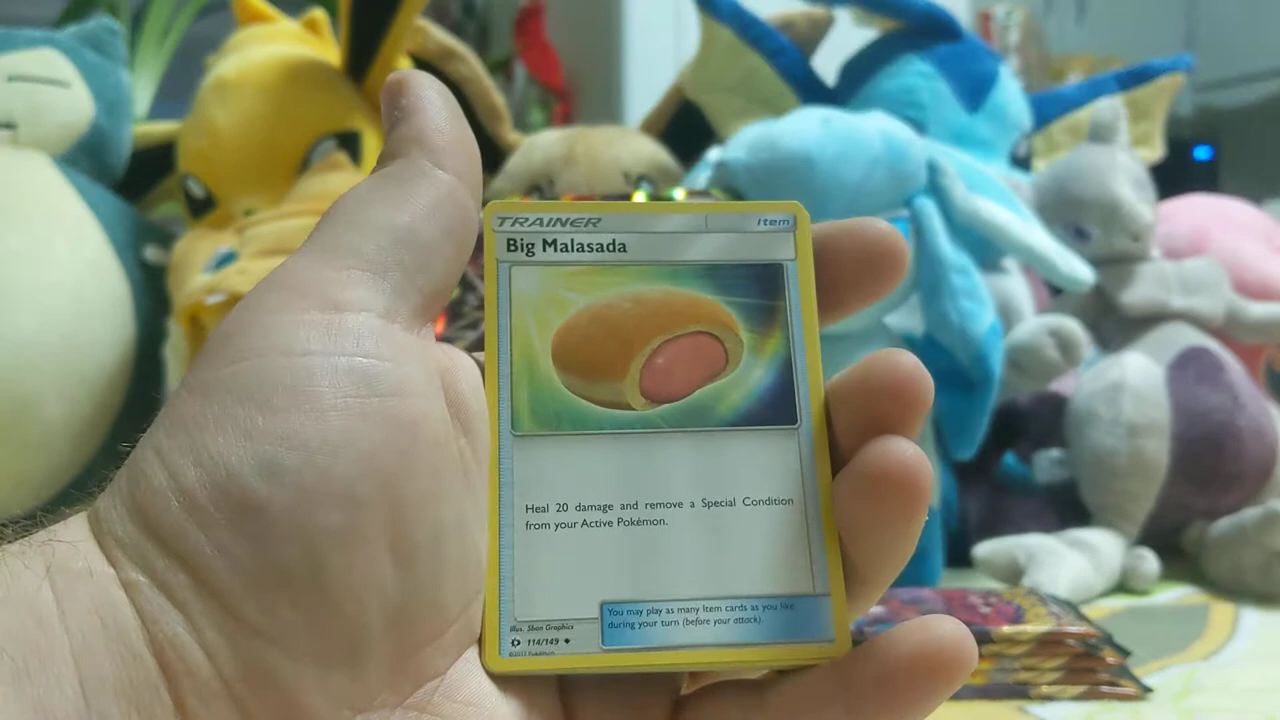 TRAINER Item
Big Malasada
Heal 20 damage and remove a Special Condition
from your Active Pokémon.
You may play as many Item cards as you like
during your turn (before your attack).
Illus. 5ban Graphics
114/149
©2017 Pokémon